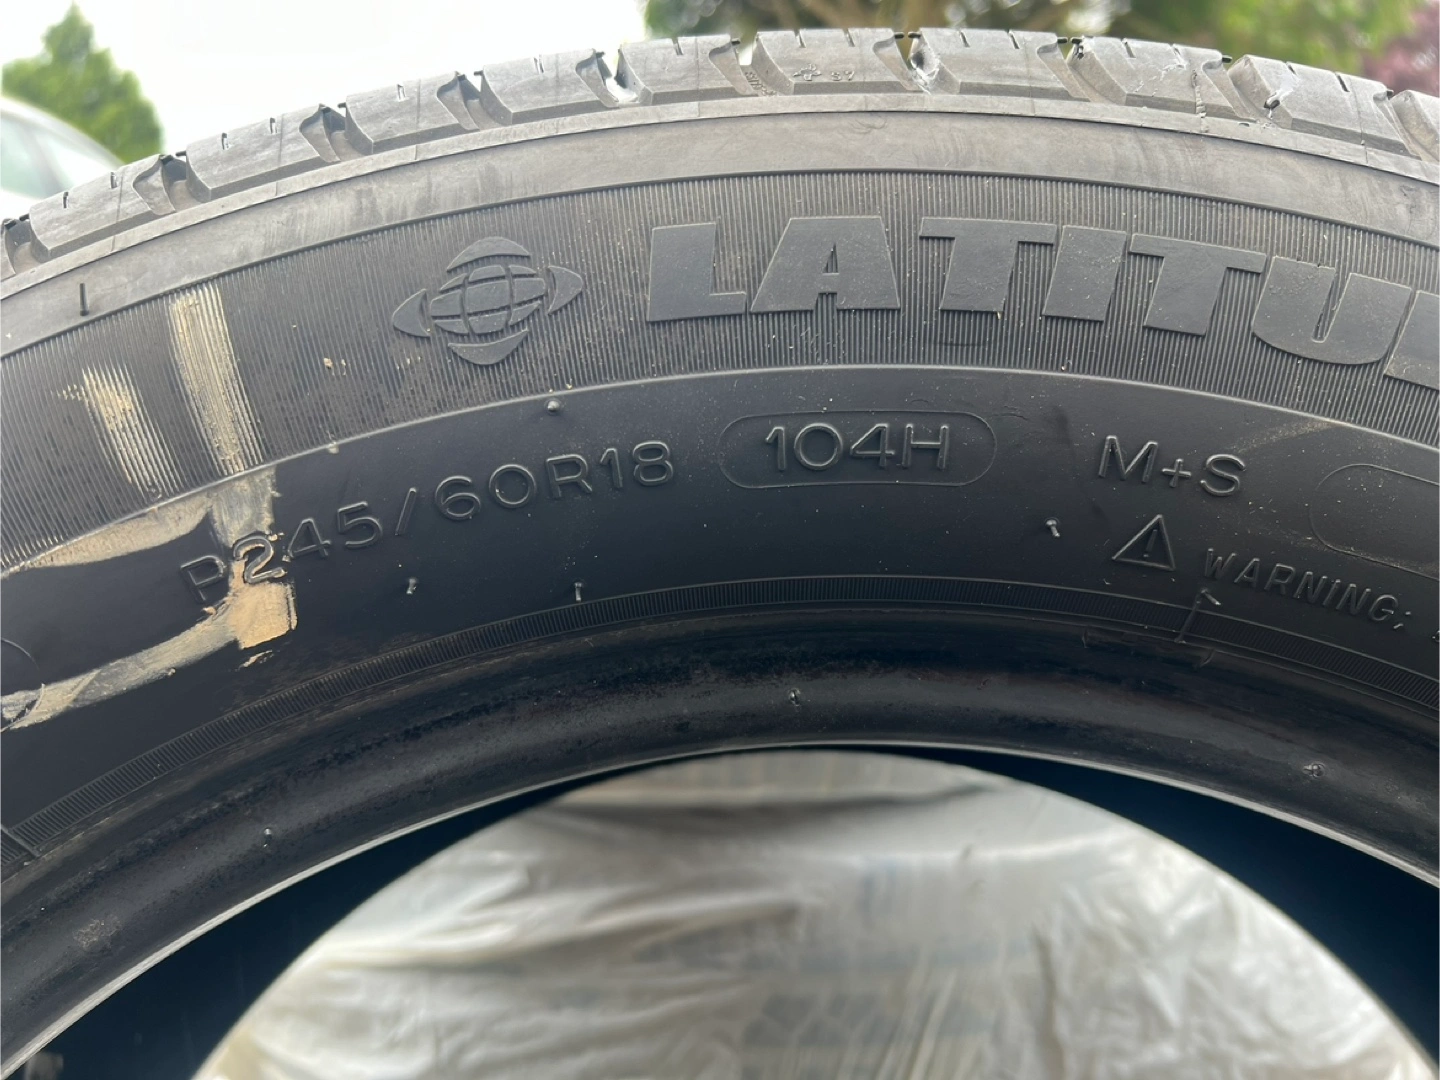 LATITU
P245/60R18 104H M+S
WARNING: